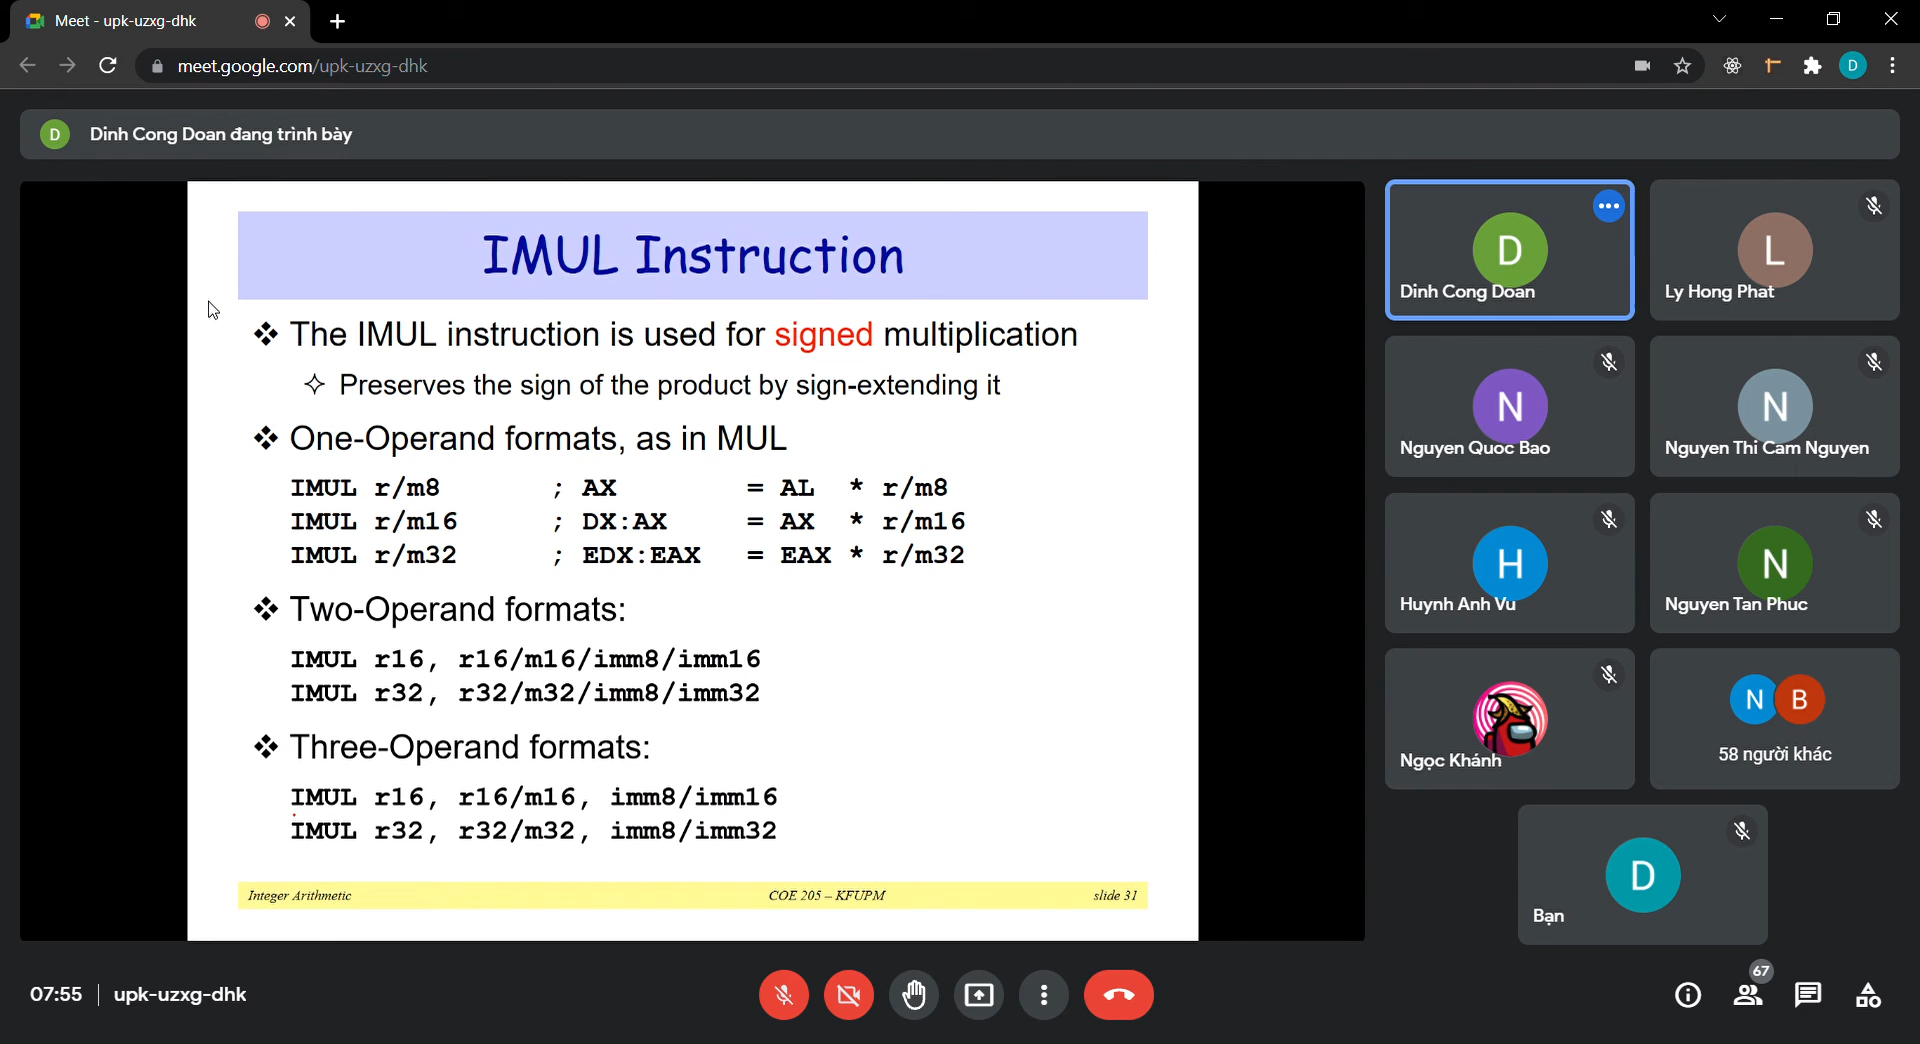 Meet - upk-uzxg-dhk
meet.google.com/upk-uzxg-dhk
D
D
Dinh Cong Doan đang trình bày
IMUL Instruction
The IMUL instruction is used for signed multiplication
Preserves the sign of the product by sign-extending it
One-Operand formats, as in MUL
IMUL r/m8 ; AX = AL * r/m8
IMUL r/m16 ; DX:AX = AX * r/m16
IMUL r/m32 ; EDX:EAX = EAX * r/m32
Two-Operand formats:
IMUL r16, r16/m16/imm8/imm16
IMUL r32, r32/m32/imm8/imm32
Three-Operand formats:
IMUL r16, r16/m16, imm8/imm16
IMUL r32, r32/m32, imm8/imm32
Integer Arithmetic COE 205 – KFUPM slide 31
D
Dinh Cong Doan
L
Ly Hong Phat
N
Nguyen Quoc Bao
N
Nguyen Thi Cam Nguyen
H
Huynh Anh Vu
N
Nguyen Tan Phuc
Ngọc Khánh
N B
58 người khác
D
Bạn
07:55 | upk-uzxg-dhk
67